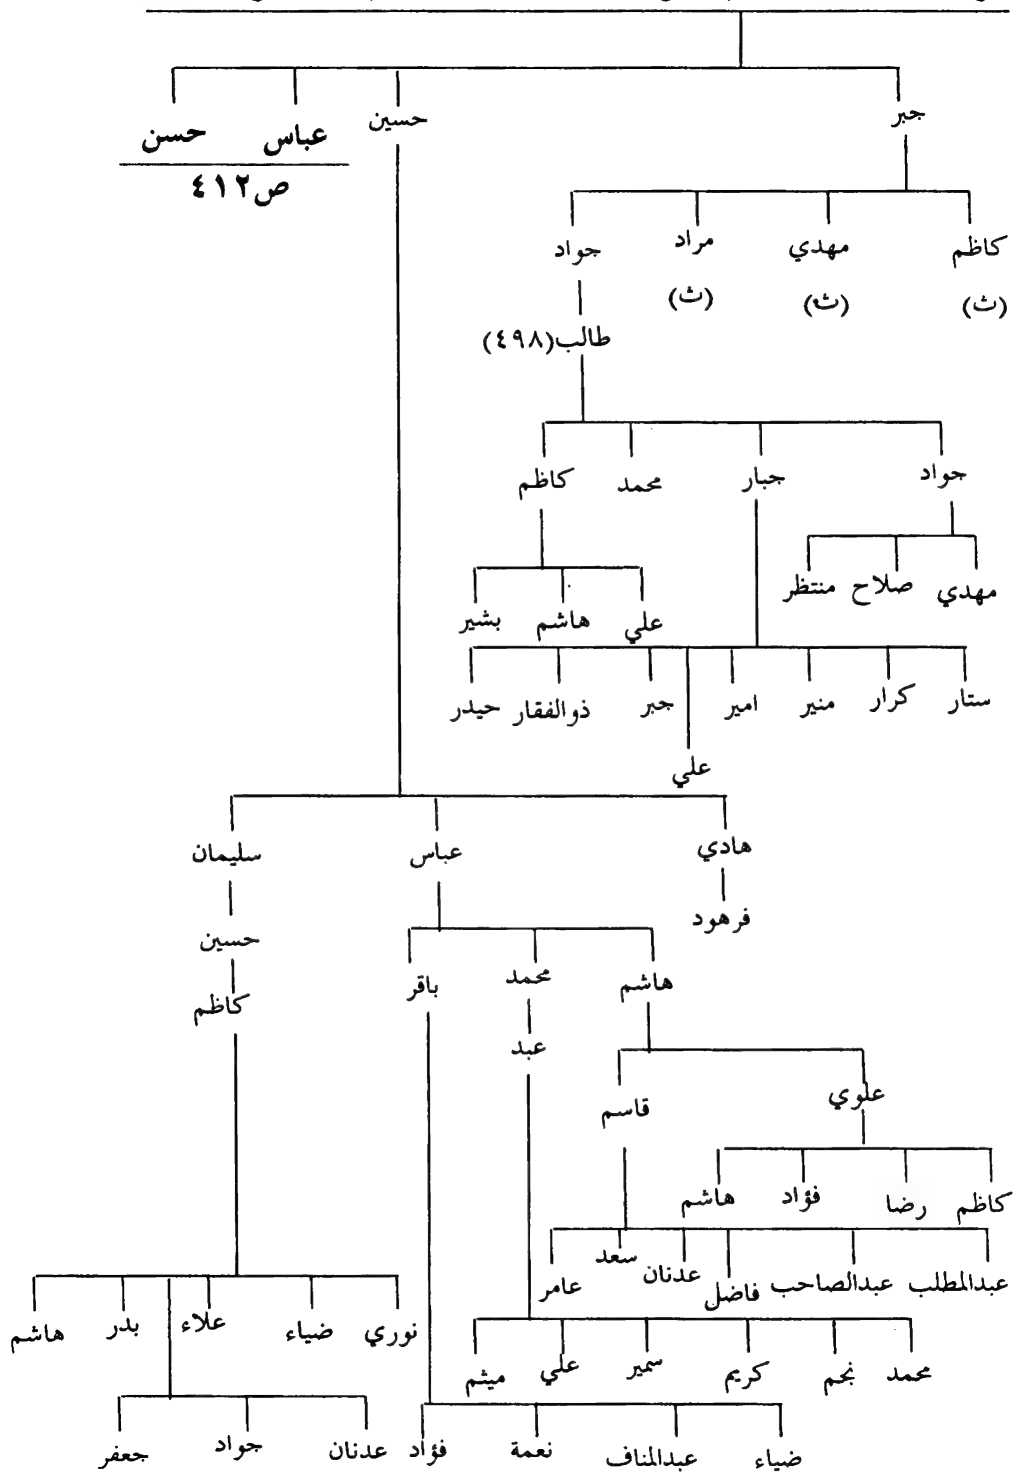 جبر حسين عباس حسن
ص٤١٢
كاظم مهدي مراد جواد
(ث) (ث) (ث)
طالب(٤٩٨)
جواد جبار محمد كاظم
مهدي صلاح منتظر
علي هاشم بشير
ستار كرار منير امير جبر ذوالفقار حيدر
علي
هادي عباس سليمان
فرهود
حسين
هاشم محمد باقر
كاظم
عبد
علوي قاسم
كاظم رضا فؤاد هاشم
عبدالمطلب عبدالصاحب فاضل عدنان سعد عامر
نوري ضياء علاء بدر هاشم
محمد نجم كريم سمير علي ميثم
ضياء عبدالمناف نعمة فؤاد
عدنان جواد جعفر